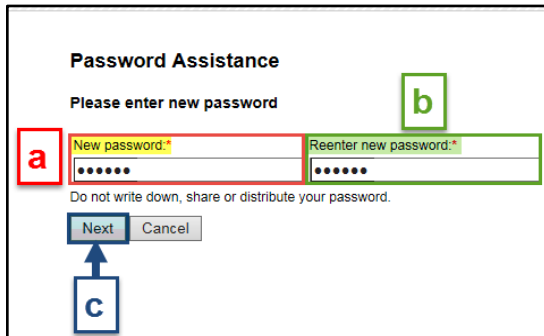 Password Assistance
Please enter new password
b
a
New password:* Reenter new password:*
•••••• ••••••
Do not write down, share or distribute your password.
Next Cancel
c